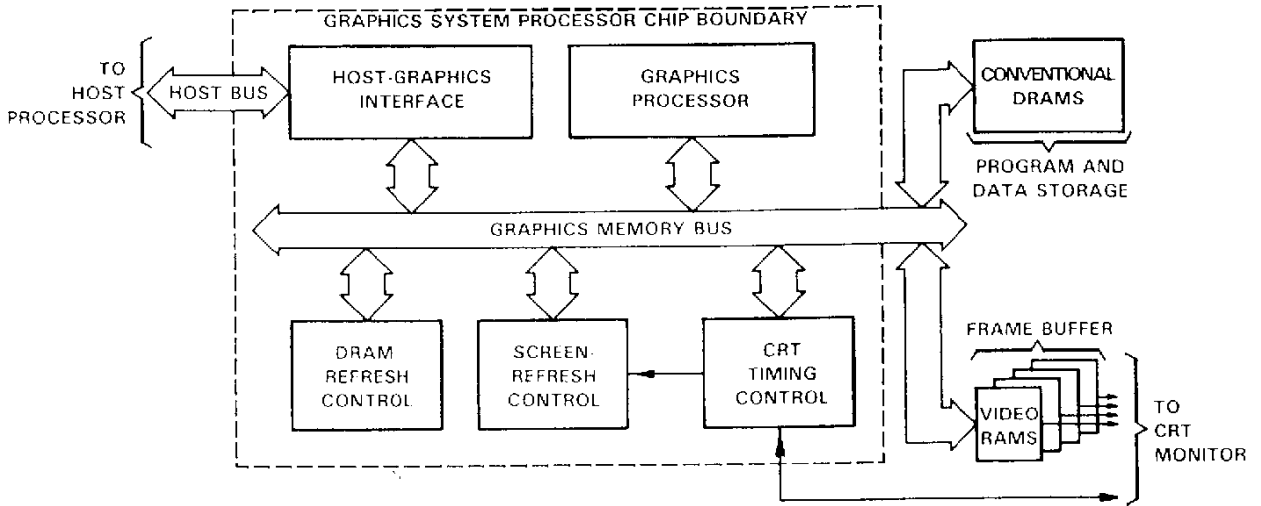 GRAPHICS SYSTEM PROCESSOR CHIP BOUNDARY
TO
HOST
PROCESSOR
HOST BUS
HOST-GRAPHICS
INTERFACE
GRAPHICS
PROCESSOR
CONVENTIONAL
DRAMS
PROGRAM AND
DATA STORAGE
GRAPHICS MEMORY BUS
DRAM
REFRESH
CONTROL
SCREEN-
REFRESH
CONTROL
CRT
TIMING
CONTROL
FRAME BUFFER
VIDEO
RAMS
TO
CRT
MONITOR